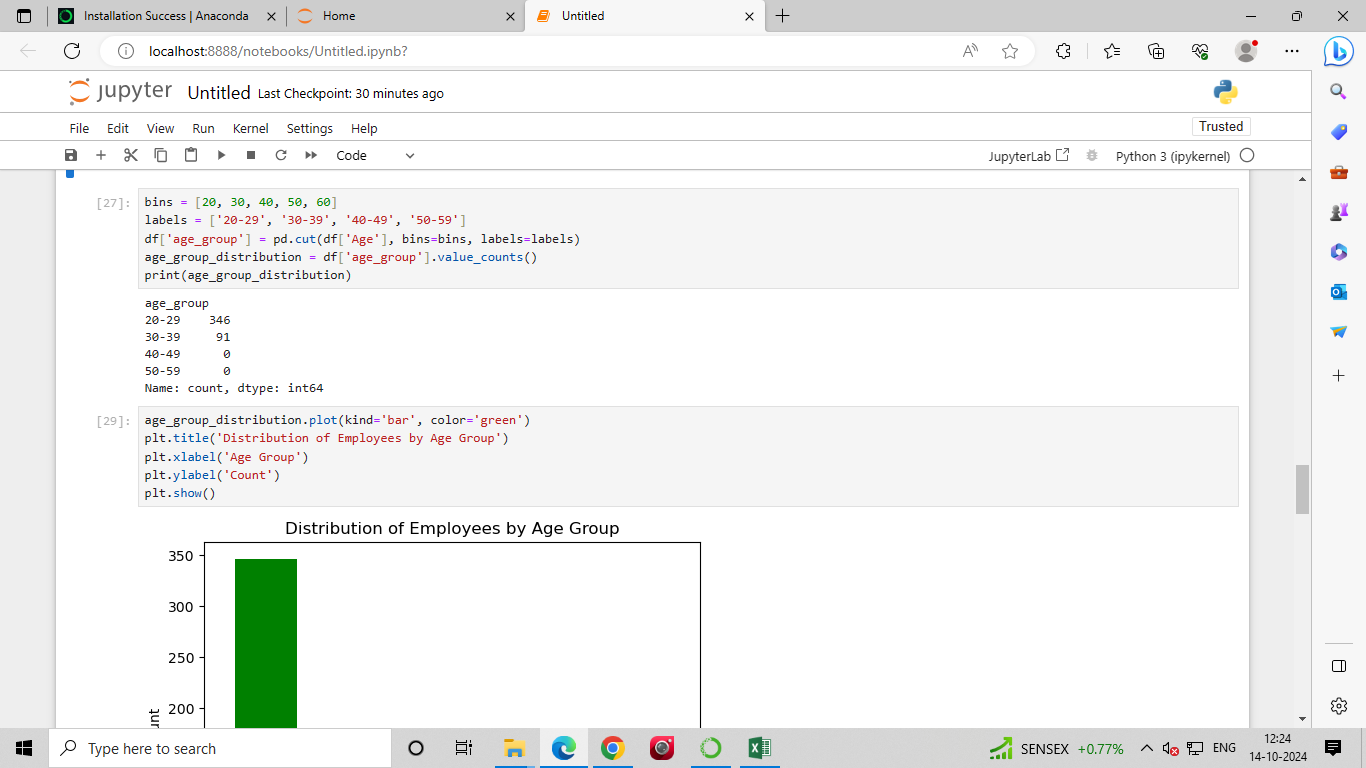 Installation Success | Anaconda
Home
Untitled
localhost:8888/notebooks/Untitled.ipynb?
jupyter Untitled Last Checkpoint: 30 minutes ago
File Edit View Run Kernel Settings Help
Trusted
Code
JupyterLab
Python 3 (ipykernel)
[27]:
bins = [20, 30, 40, 50, 60]
labels = ['20-29', '30-39', '40-49', '50-59']
df['age_group'] = pd.cut(df['Age'], bins=bins, labels=labels)
age_group_distribution = df['age_group'].value_counts()
print(age_group_distribution)
age_group
20-29    346
30-39     91
40-49      0
50-59      0
Name: count, dtype: int64
[29]:
age_group_distribution.plot(kind='bar', color='green')
plt.title('Distribution of Employees by Age Group')
plt.xlabel('Age Group')
plt.ylabel('Count')
plt.show()
Distribution of Employees by Age Group
350
300
250
200
Type here to search
SENSEX +0.77%
ENG
12:24
14-10-2024